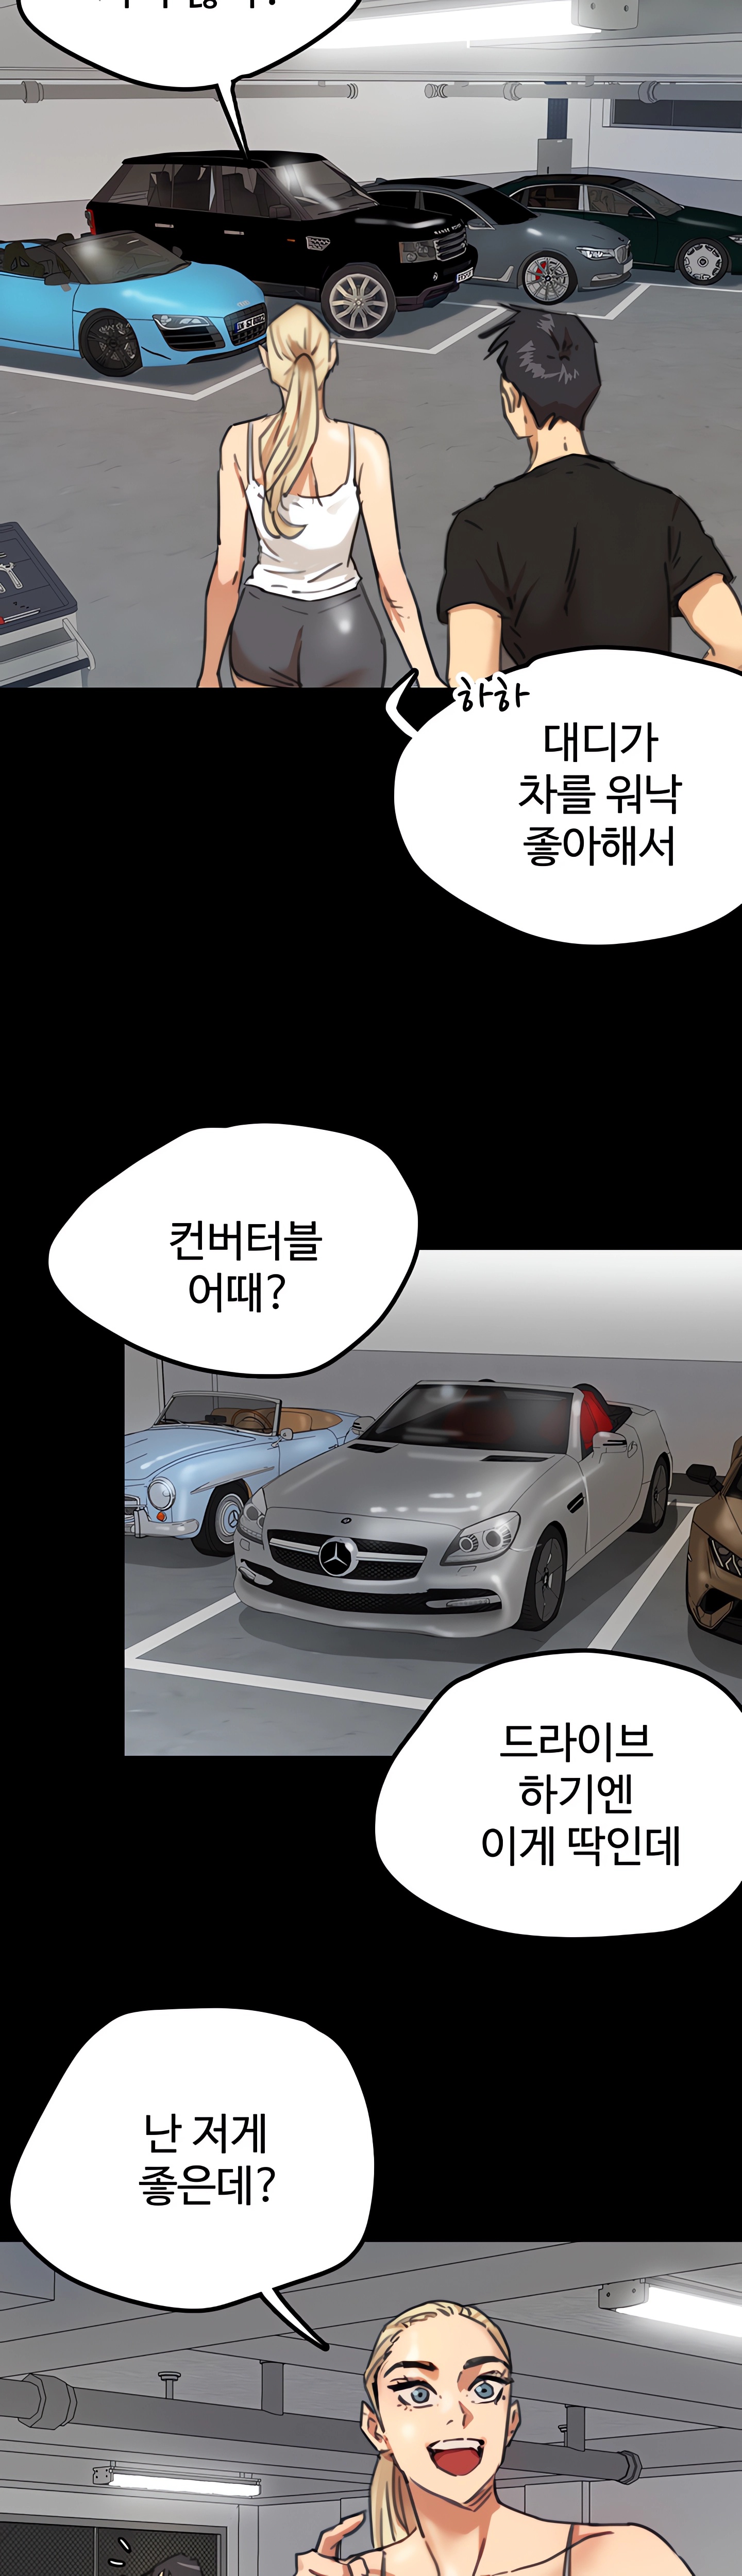 하하
대디가
차를 워낙
좋아해서
컨버터블
어때?
드라이브
하기엔
이게 딱인데
난 저게
좋은데?